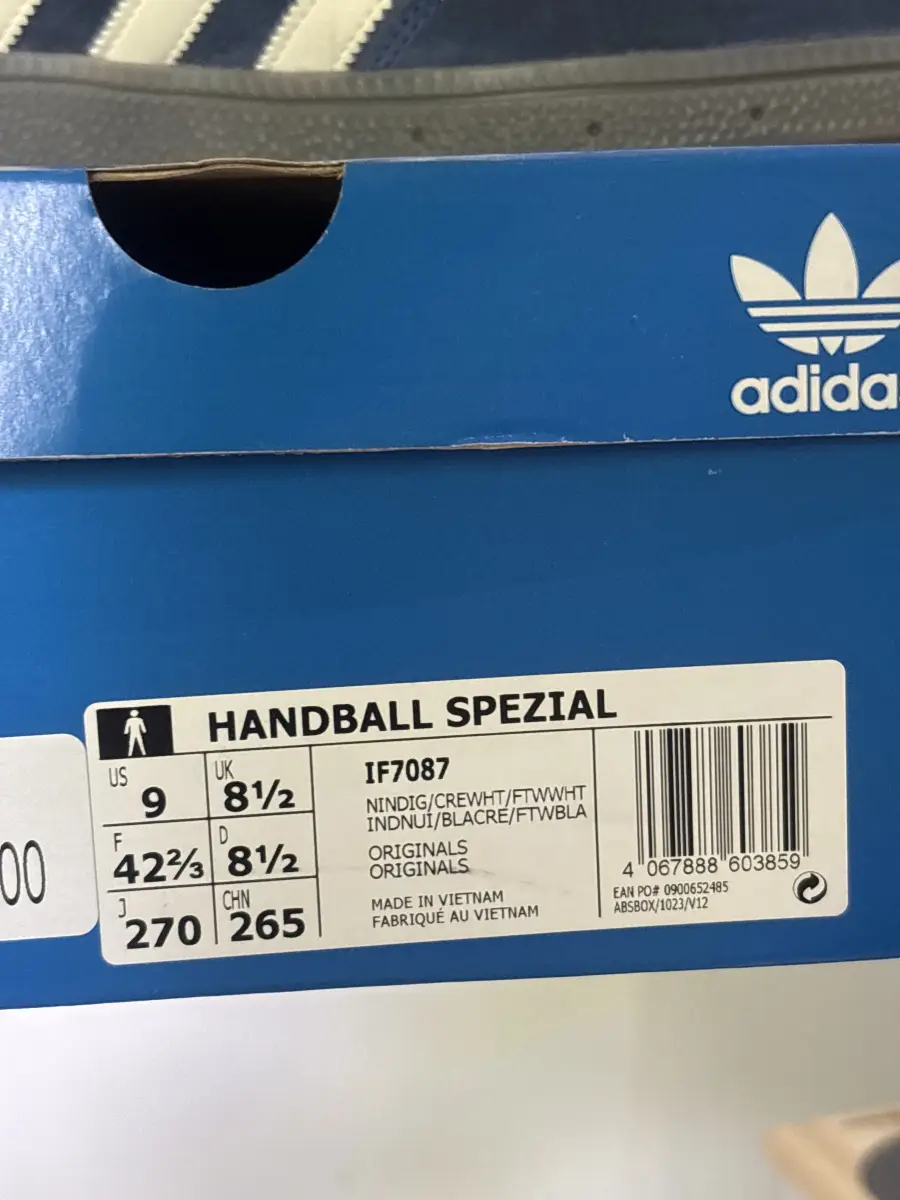 adidas
HANDBALL SPEZIAL
US
9
UK
8½
F
42⅔
D
8½
J
270
CHN
265
IF7087
NINDIG/CREWHT/FTWWHT
INDNUI/BLACRE/FTWBLA
ORIGINALS
ORIGINALS
MADE IN VIETNAM
FABRIQUÉ AU VIETNAM
4 067888 603859
EAN PO# 0900652485
ABSBOX/1023/V12
00